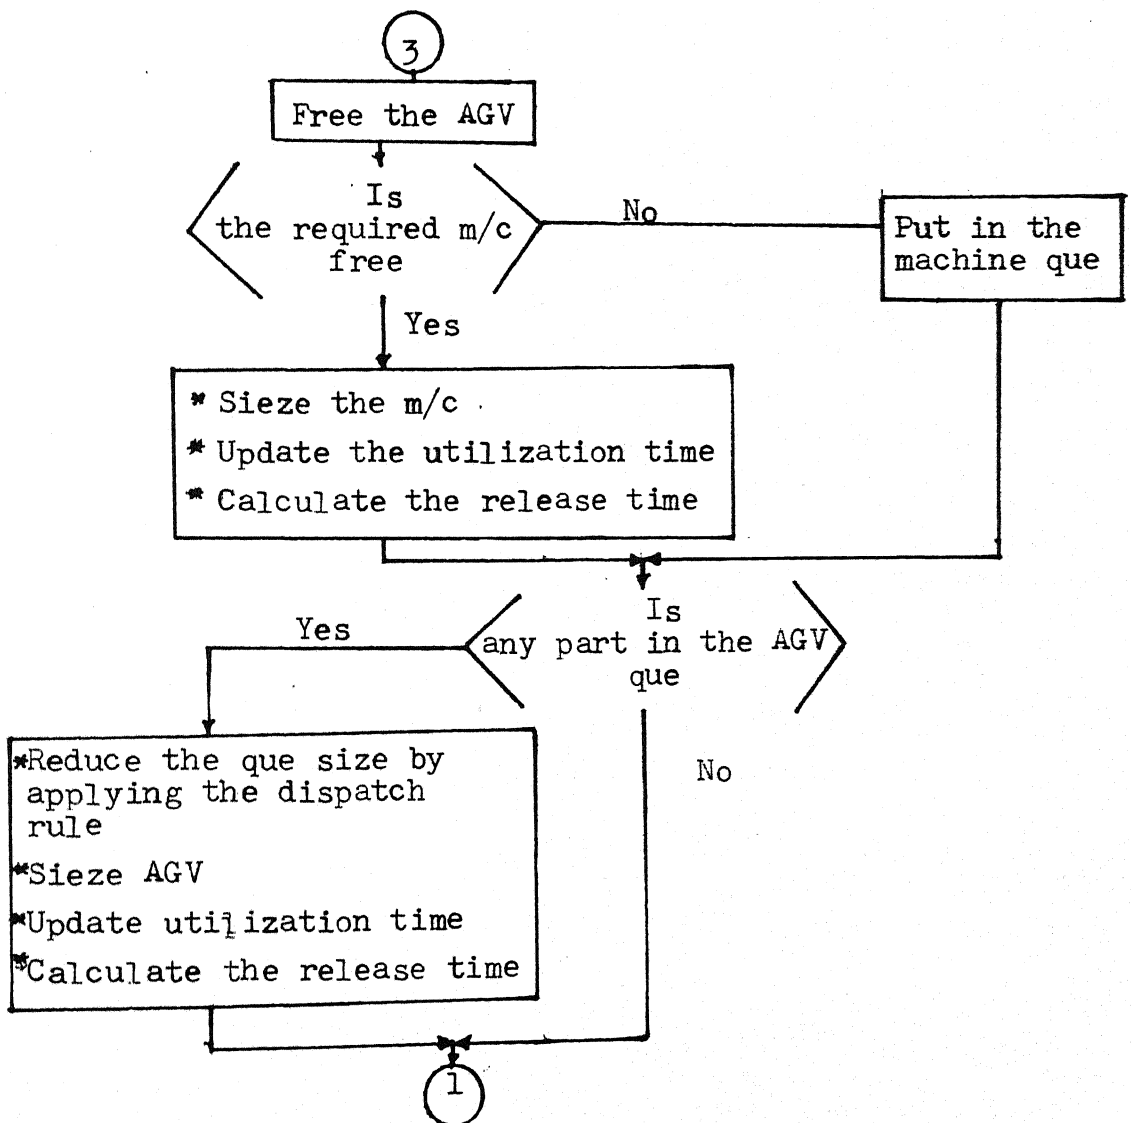 3
Free the AGV
Is
the required m/c
free
No
Put in the
machine que
Yes
* Sieze the m/c
* Update the utilization time
* Calculate the release time
Is
any part in the AGV
que
Yes
No
*Reduce the que size by
applying the dispatch
rule
*Sieze AGV
*Update utilization time
*Calculate the release time
1